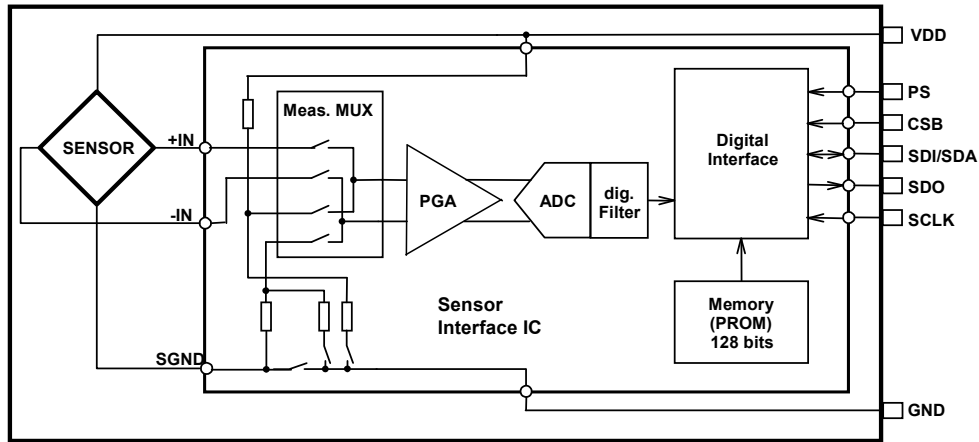 VDD
PS
Meas. MUX
+IN
SENSOR
CSB
Digital
Interface
SDI/SDA
-IN
PGA
ADC
dig.
Filter
SDO
SCLK
Sensor
Interface IC
Memory
(PROM)
128 bits
SGND
GND